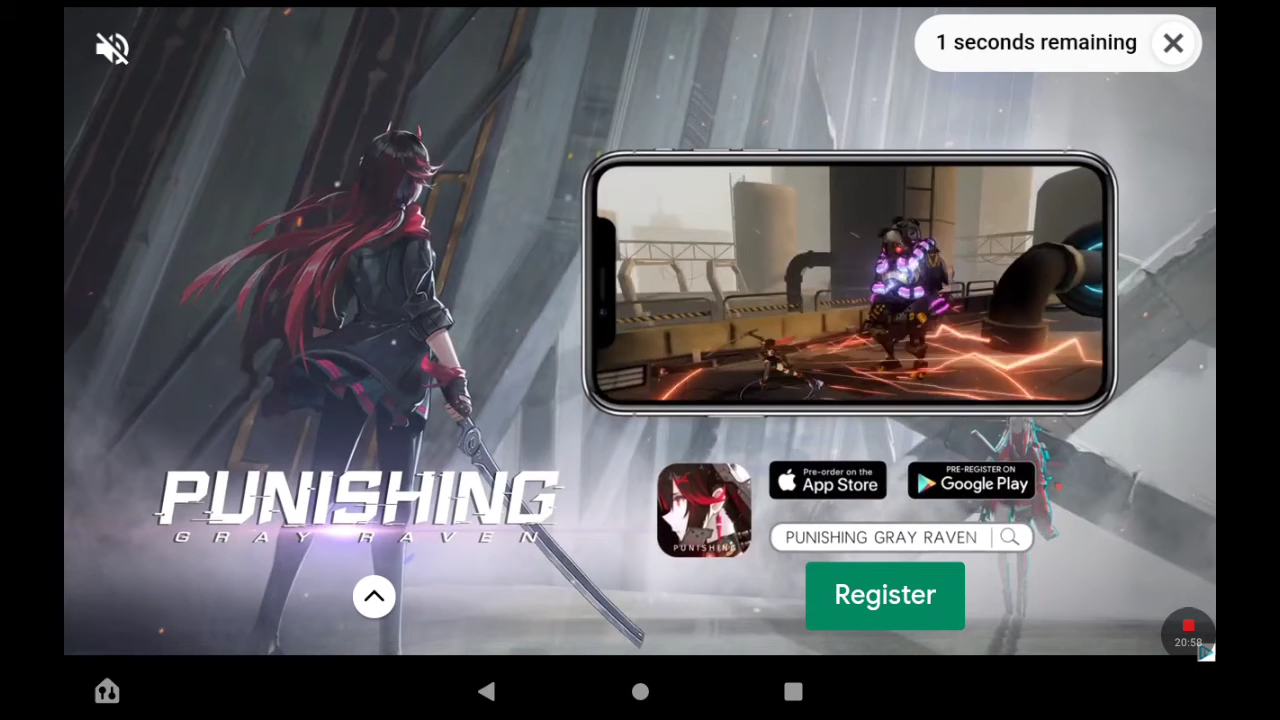 1 seconds remaining
PUNISHING
GRAY RAVEN
PUNISHING
Pre-order on the
App Store
PRE-REGISTER ON
Google Play
PUNISHING GRAY RAVEN
Register
20:58